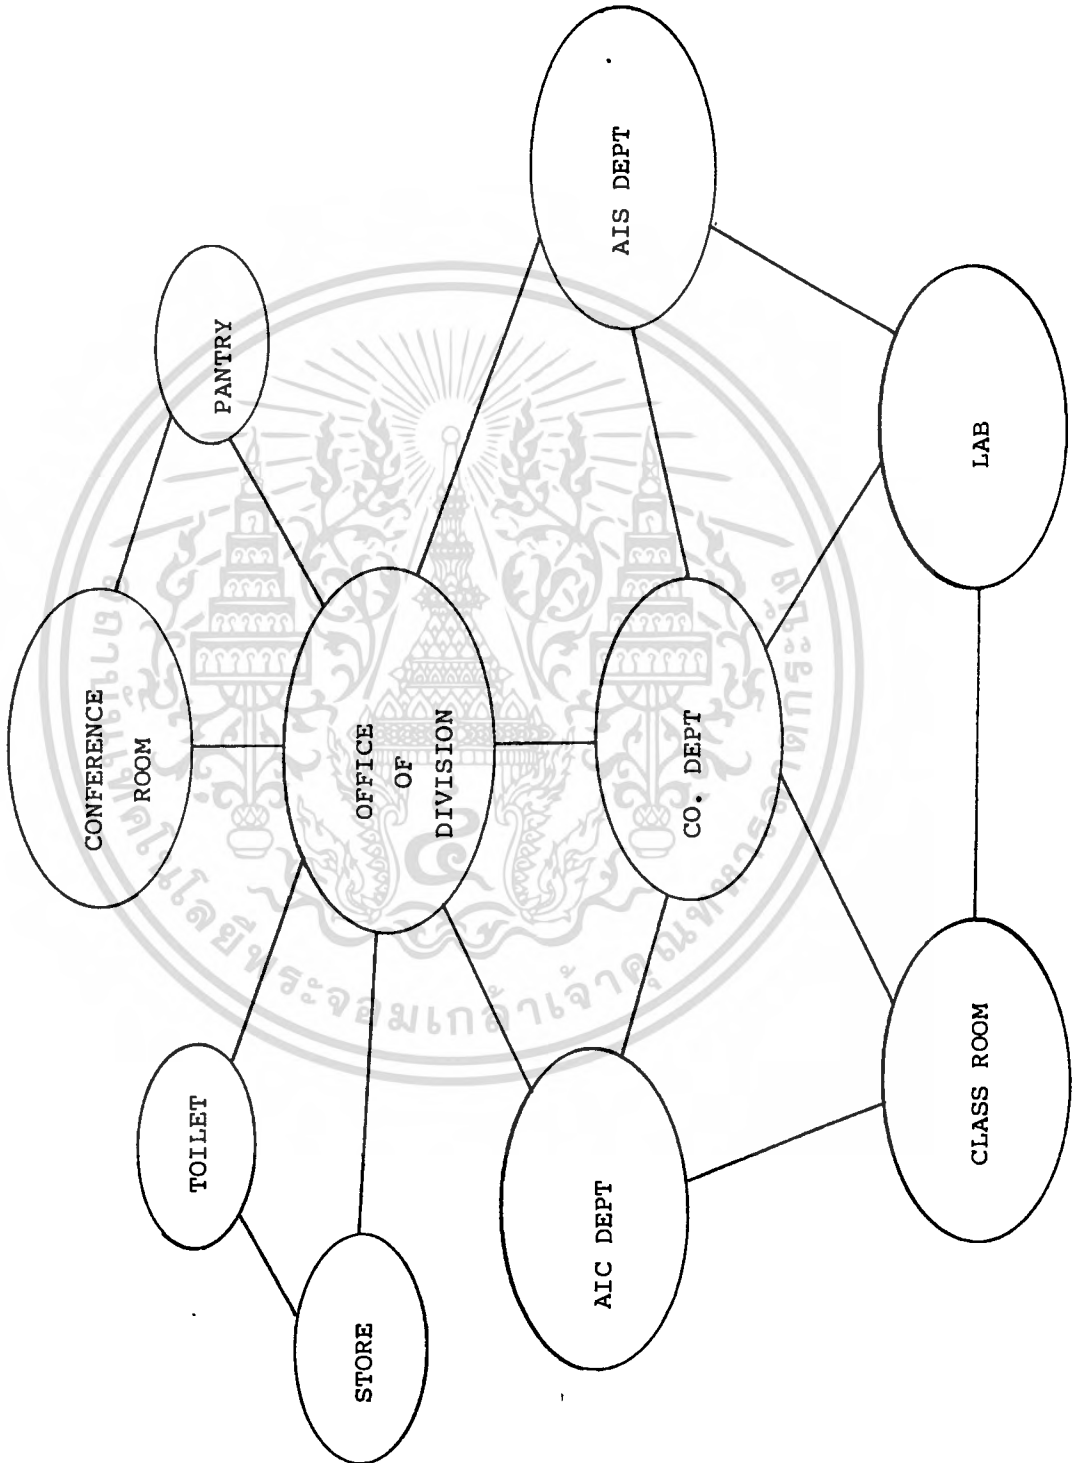 CONFERENCE
ROOM
PANTRY
TOILET
STORE
OFFICE
OF
DIVISION
AIC DEPT
CO. DEPT
AIS DEPT
CLASS ROOM
LAB